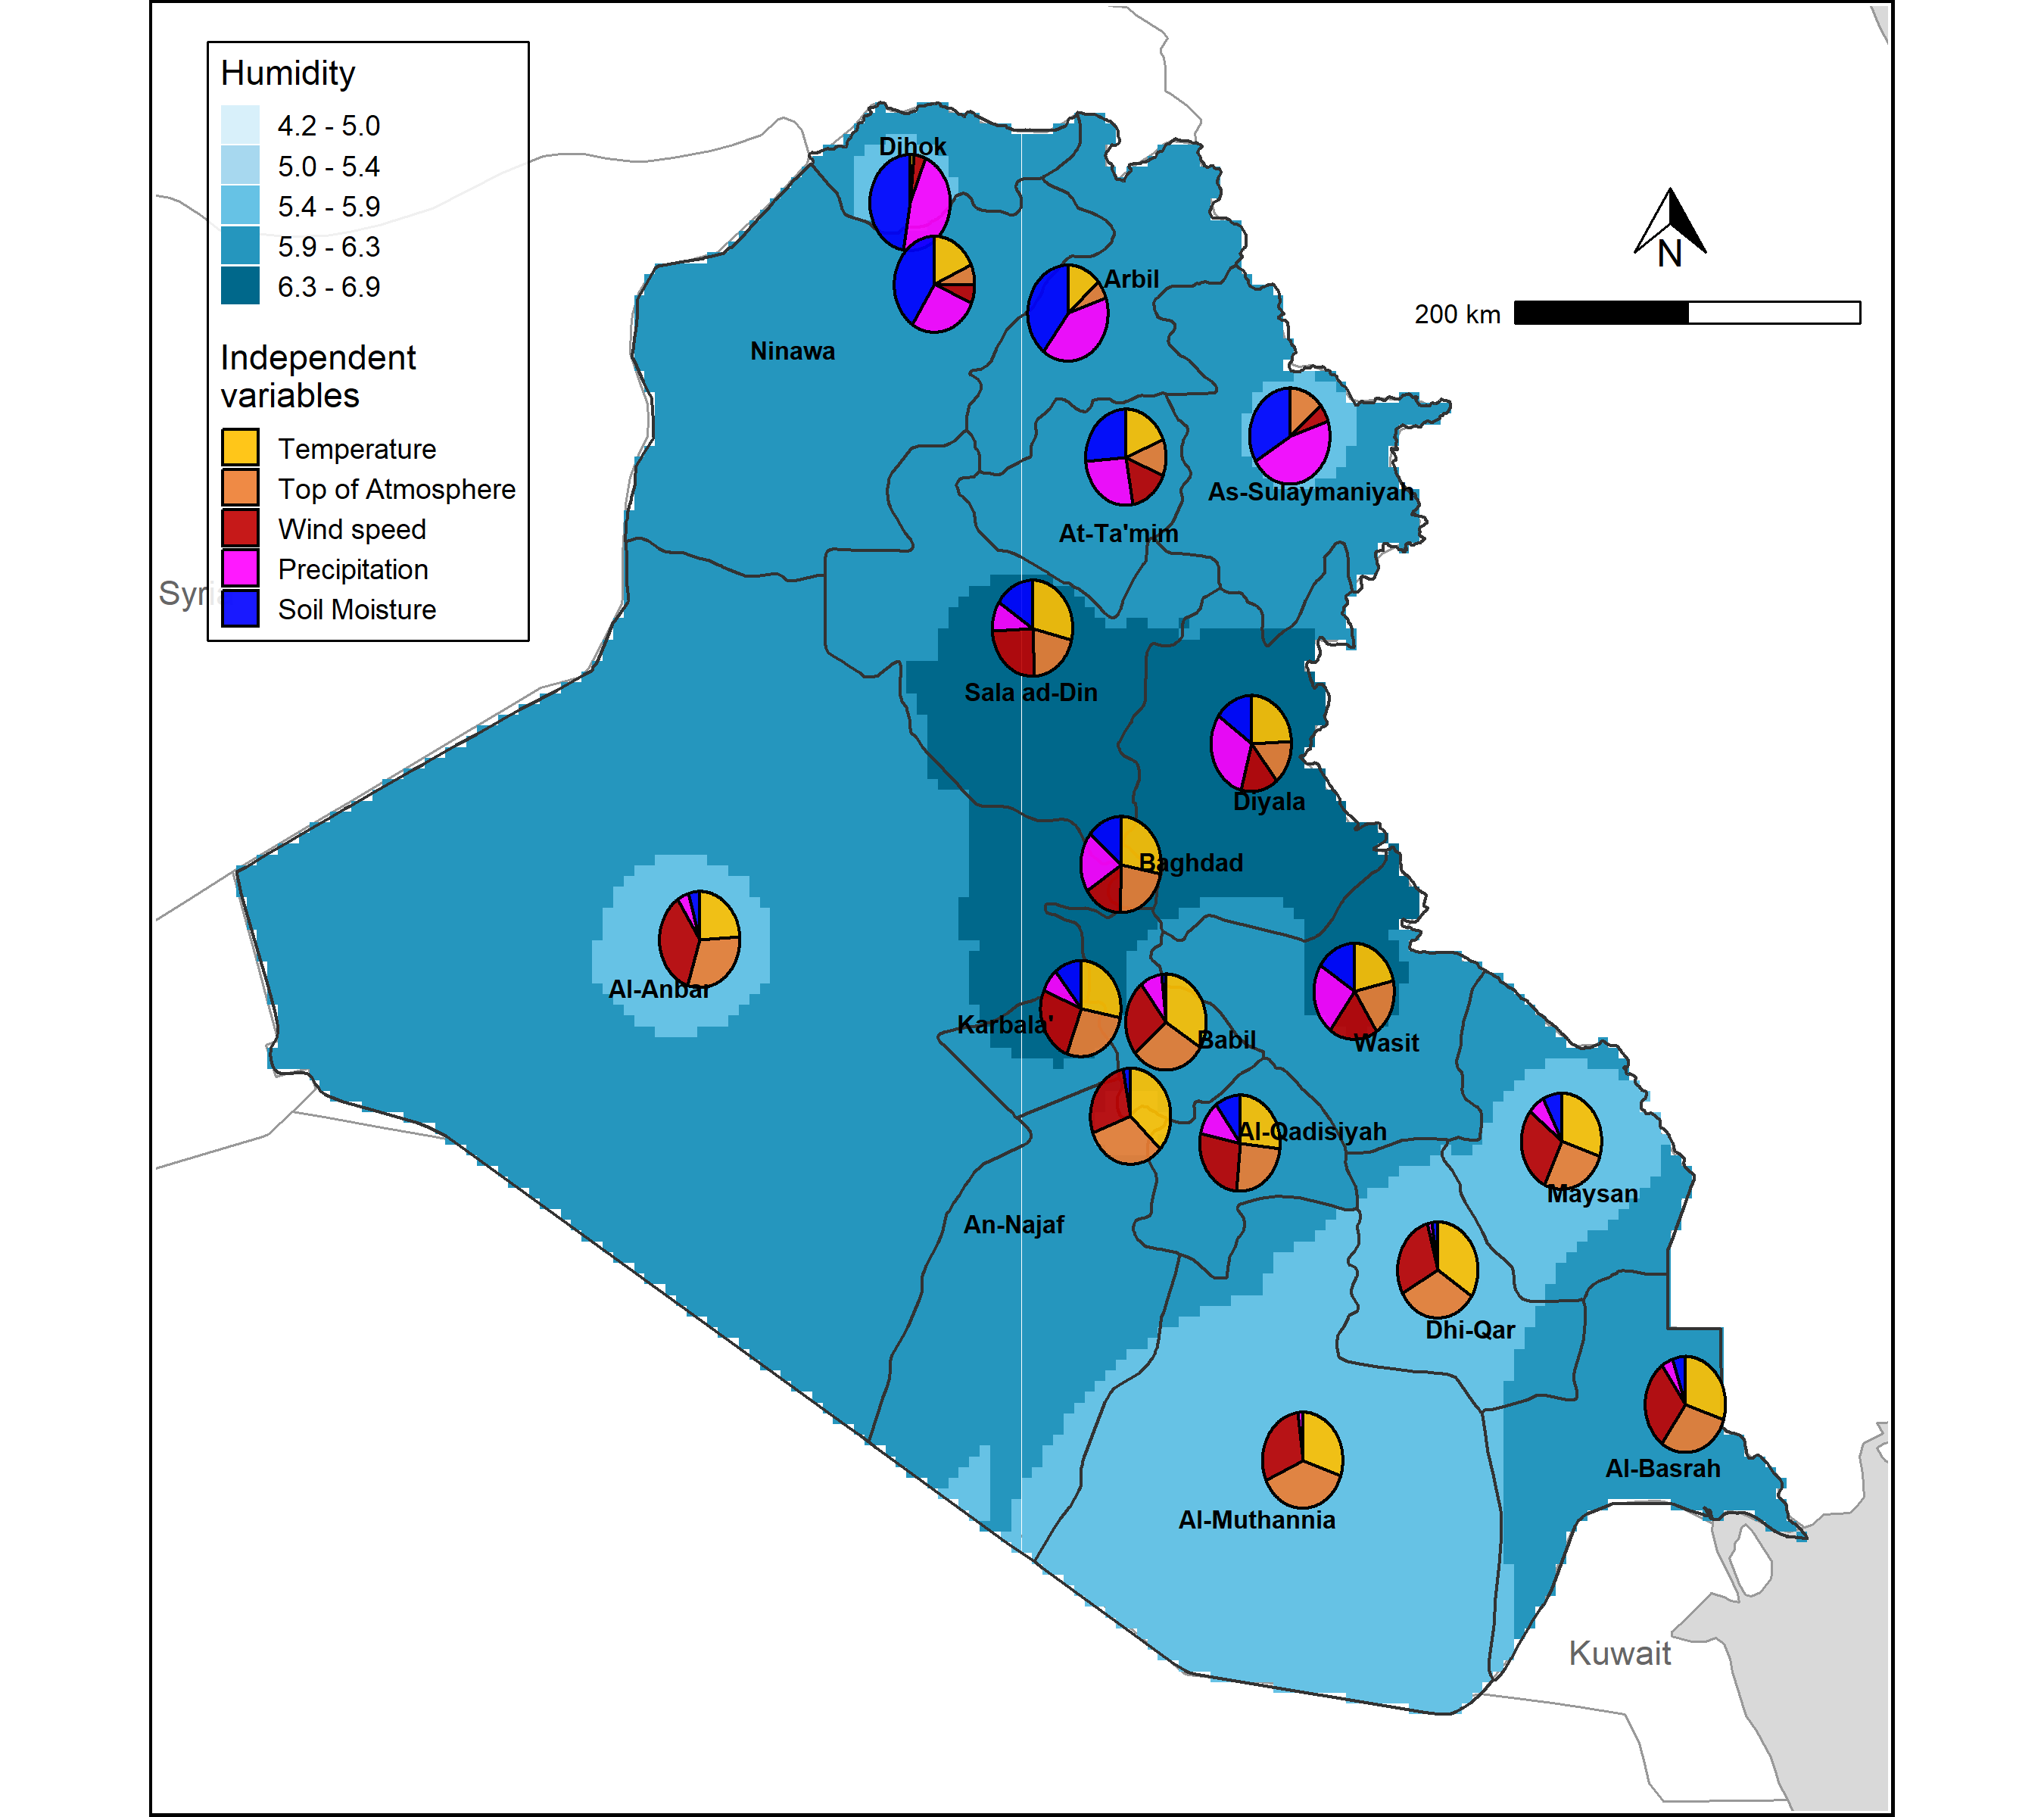 Humidity
4.2 - 5.0
5.0 - 5.4
5.4 - 5.9
5.9 - 6.3
6.3 - 6.9
Independent
variables
Temperature
Top of Atmosphere
Wind speed
Precipitation
Soil Moisture
Dihok
Arbil
N
200 km
Ninawa
As-Sulaymaniyah
At-Ta'mim
Syria
Sala ad-Din
Diyala
Baghdad
Al-Anbar
Karbala'
Babil
Wasit
Al-Qadisiyah
Maysan
An-Najaf
Dhi-Qar
Al-Basrah
Al-Muthannia
Kuwait